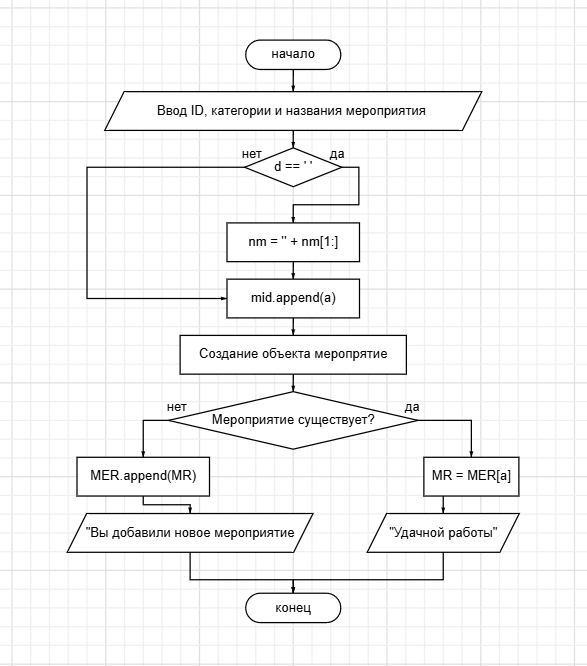 начало
Ввод ID, категории и названия мероприятия
нет
да
d == ' '
nm = '' + nm[1:]
mid.append(a)
Создание объекта меропрятие
нет
да
Мероприятие существует?
MER.append(MR)
MR = MER[a]
"Вы добавили новое мероприятие
"Удачной работы"
конец